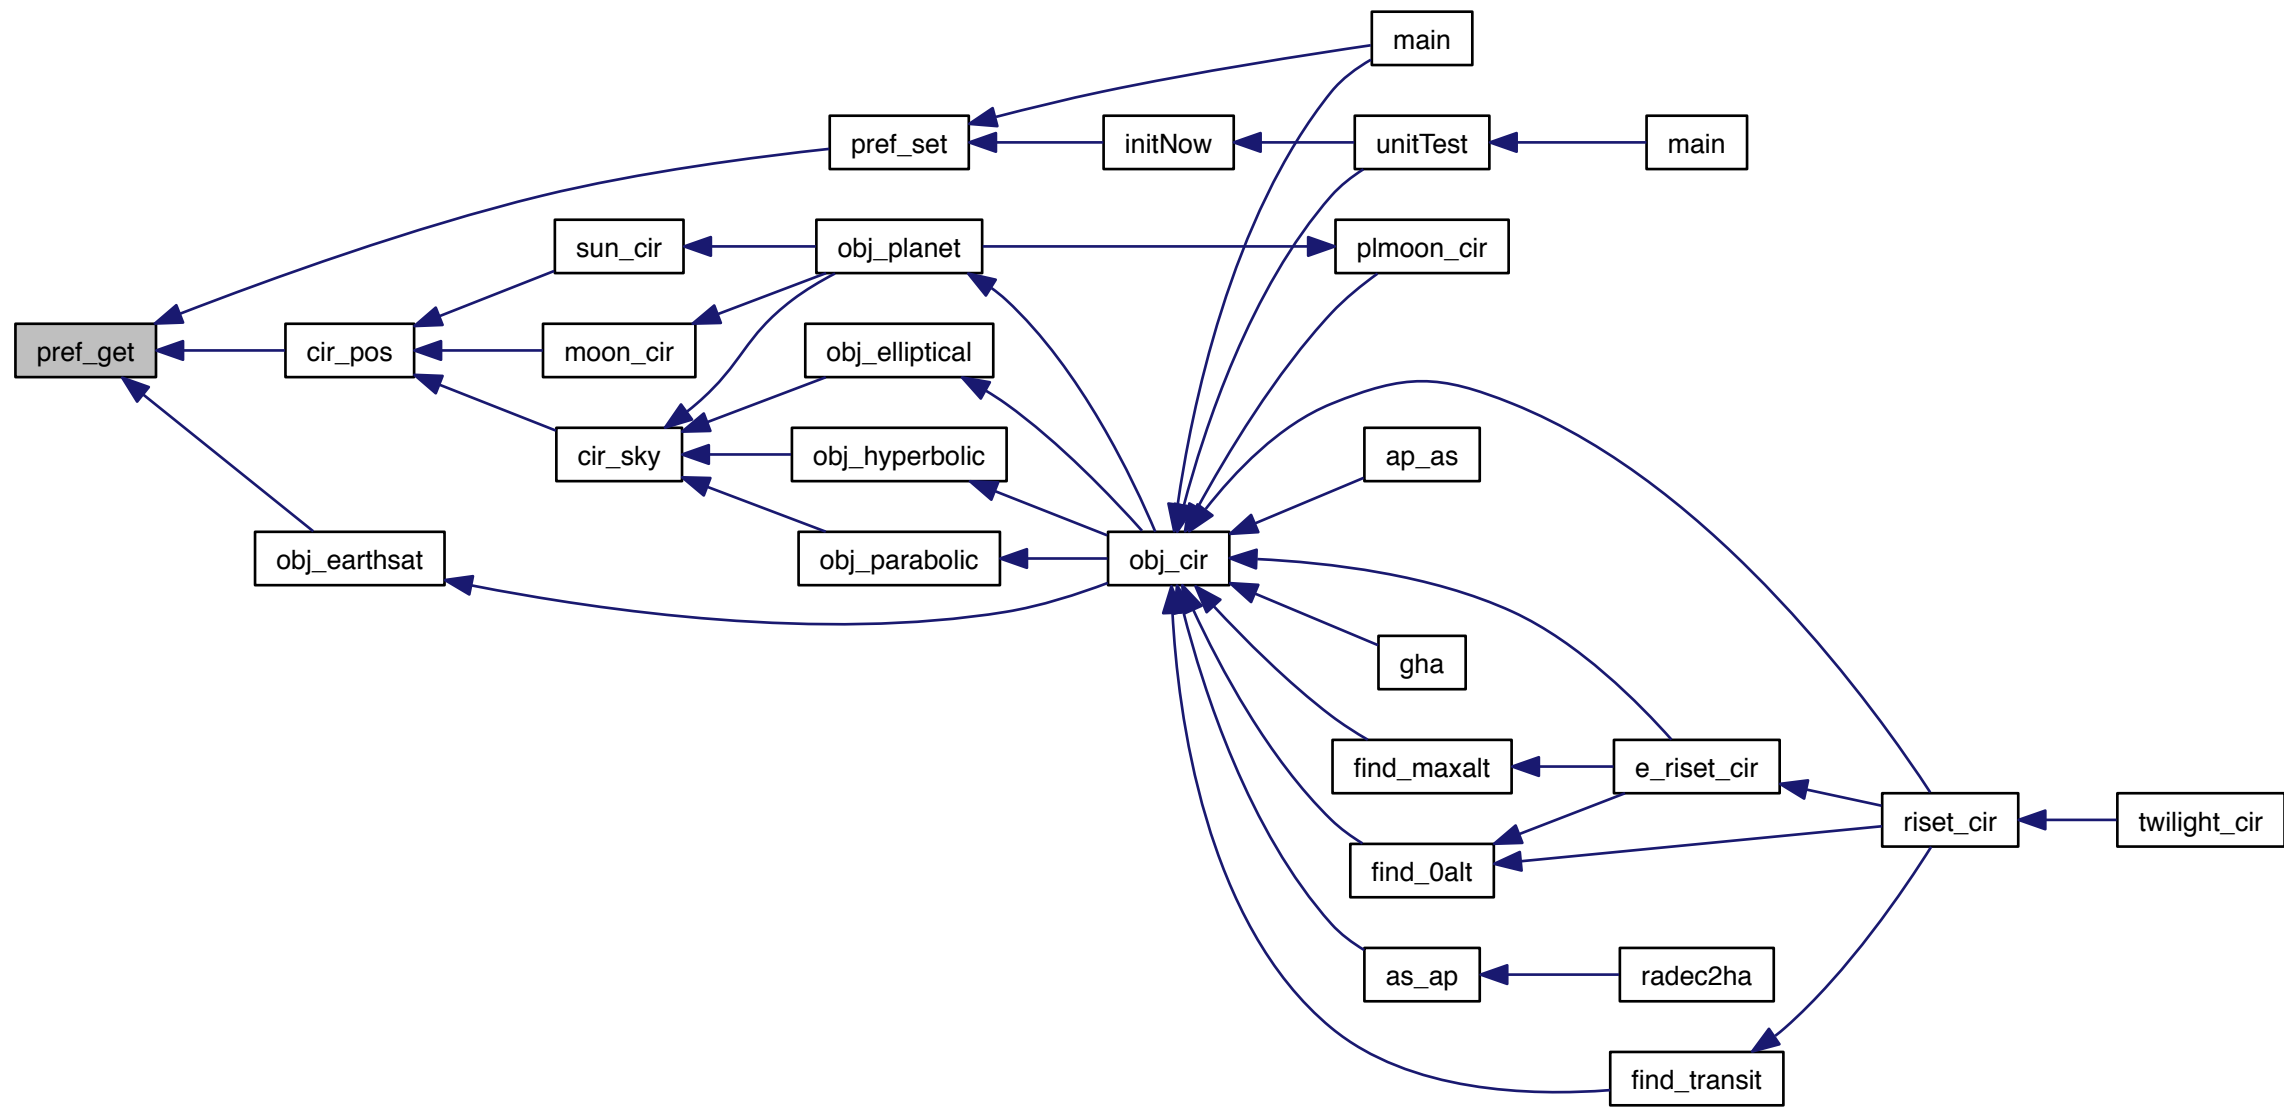 main
pref_set
initNow
unitTest
main
sun_cir
obj_planet
plmoon_cir
pref_get
cir_pos
moon_cir
obj_elliptical
cir_sky
obj_hyperbolic
ap_as
obj_earthsat
obj_parabolic
obj_cir
gha
find_maxalt
e_riset_cir
riset_cir
twilight_cir
find_0alt
as_ap
radec2ha
find_transit